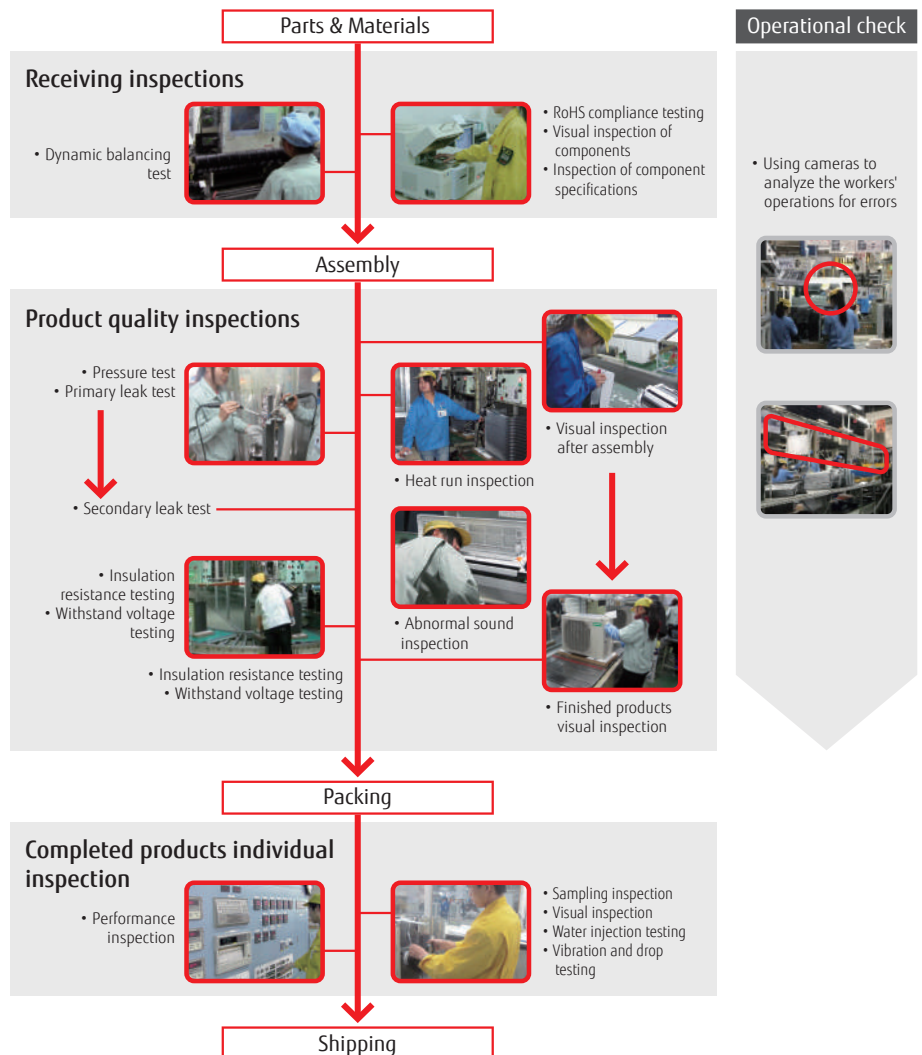 Parts & Materials
Operational check
Receiving inspections
• Dynamic balancing
test
• RoHS compliance testing
• Visual inspection of
components
• Inspection of component
specifications
• Using cameras to
analyze the workers'
operations for errors
Assembly
Product quality inspections
• Pressure test
• Primary leak test
• Secondary leak test
• Heat run inspection
• Visual inspection
after assembly
• Insulation
resistance testing
• Withstand voltage
testing
• Insulation resistance testing
• Withstand voltage testing
• Abnormal sound
inspection
• Finished products
visual inspection
Packing
Completed products individual
inspection
• Performance
inspection
• Sampling inspection
• Visual inspection
• Water injection testing
• Vibration and drop
testing
Shipping